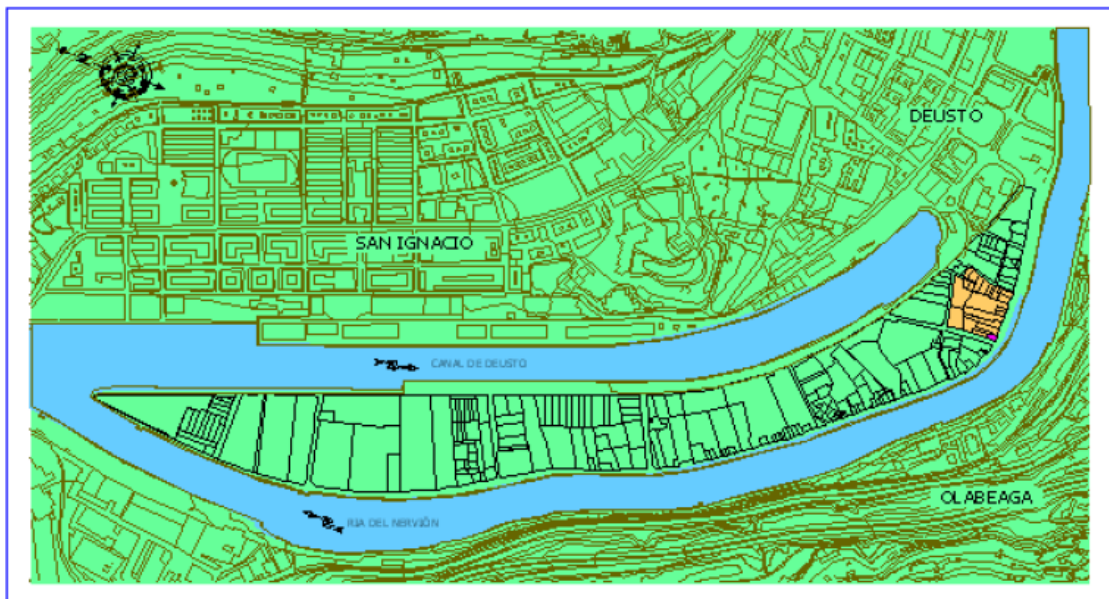 DEUSTO
SAN IGNACIO
CANAL DE DEUSTO
OLABEAGA
RIA DEL NERVIÓN